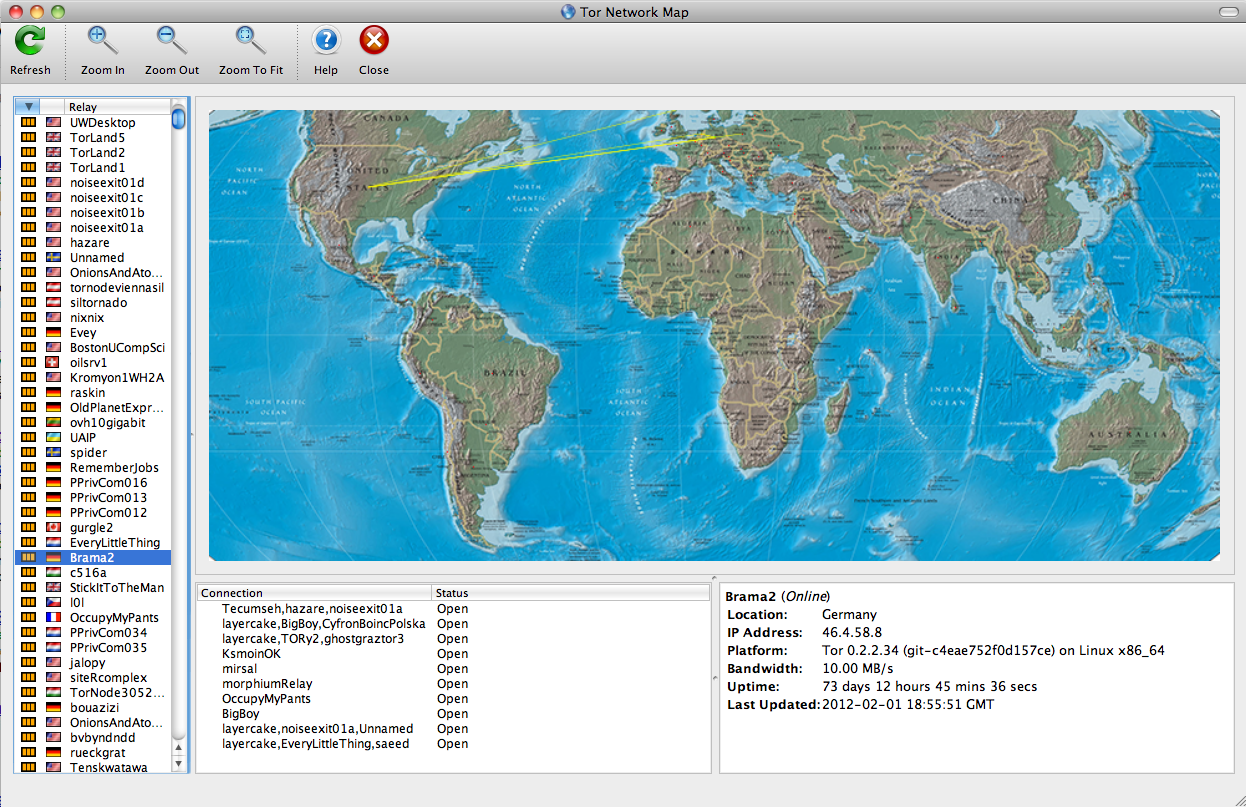 Tor Network Map
Refresh
Zoom In
Zoom Out
Zoom To Fit
Help
Close
Relay
UWDesktop
TorLand5
TorLand2
TorLand1
noiseexit01d
noiseexit01c
noiseexit01b
noiseexit01a
hazare
Unnamed
OnionsAndAto...
tornodeviennasil
siltornado
nixnix
Evey
BostonUCompSci
oilsrv1
Kromyon1WH2A
raskin
OldPlanetExpr...
ovh10gigabit
UAIP
spider
RememberJobs
PPrivCom016
PPrivCom013
PPrivCom012
gurgle2
EveryLittleThing
Brama2
c516a
StickItToTheMan
l0l
OccupyMyPants
PPrivCom034
PPrivCom035
jalopy
siteRcomplex
TorNode3052...
bouazizi
OnionsAndAto...
bvbyndndd
rueckgrat
Tenskwatawa
CANADA
UNITED
STATES
NORTH
PACIFIC
OCEAN
NORTH
ATLANTIC
OCEAN
BRAZIL
SOUTH PACIFIC
OCEAN
SOUTH
ATLANTIC
OCEAN
CHINA
INDIA
INDIAN
OCEAN
AUSTRALIA
Connection Status
Tecumseh,hazare,noiseexit01a Open
layercake,BigBoy,CyfronBoincPolska Open
layercake,TORy2,ghostgraztor3 Open
KsmoinOK Open
mirsal Open
morphiumRelay Open
OccupyMyPants Open
BigBoy Open
layercake,noiseexit01a,Unnamed Open
layercake,EveryLittleThing,saeed Open
Brama2 (Online)
Location: Germany
IP Address: 46.4.58.8
Platform: Tor 0.2.2.34 (git-c4eae752f0d157ce) on Linux x86_64
Bandwidth: 10.00 MB/s
Uptime: 73 days 12 hours 45 mins 36 secs
Last Updated: 2012-02-01 18:55:51 GMT